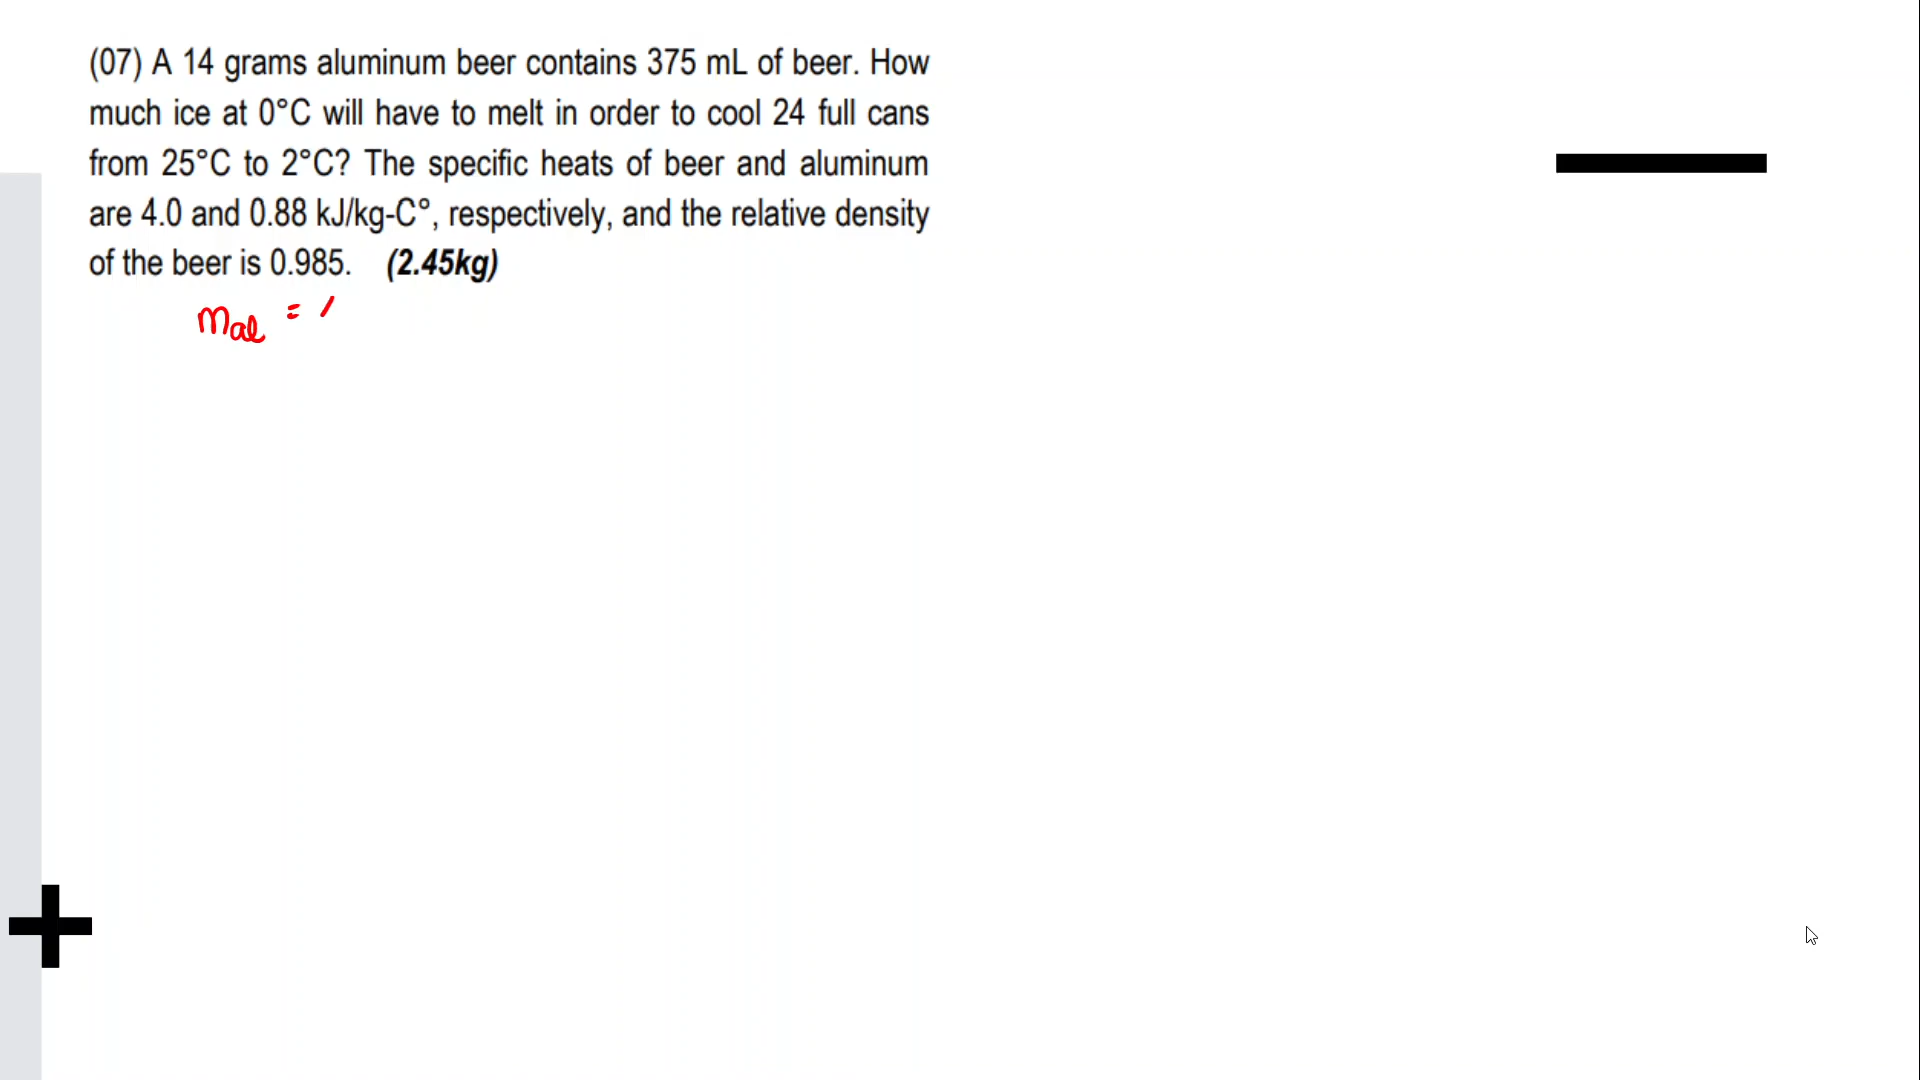 (07) A 14 grams aluminum beer contains 375 mL of beer. How
much ice at 0°C will have to melt in order to cool 24 full cans
from 25°C to 2°C? The specific heats of beer and aluminum
are 4.0 and 0.88 kJ/kg-C°, respectively, and the relative density
of the beer is 0.985. (2.45kg)
mal =